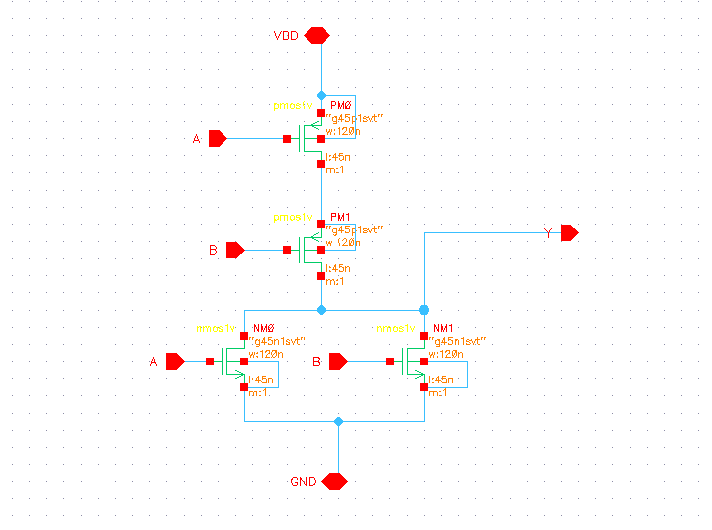 VBD
pmos1v PM0
"g45p1svt"
w:120n
A
l:45n
m:1
pmos1v PM1
"g45p1svt"
w:120n
B
l:45n
m:1
Y
nmos1v NM0
"g45n1svt"
w:120n
A
l:45n
m:1
nmos1v NM1
"g45n1svt"
w:120n
B
l:45n
m:1
GND